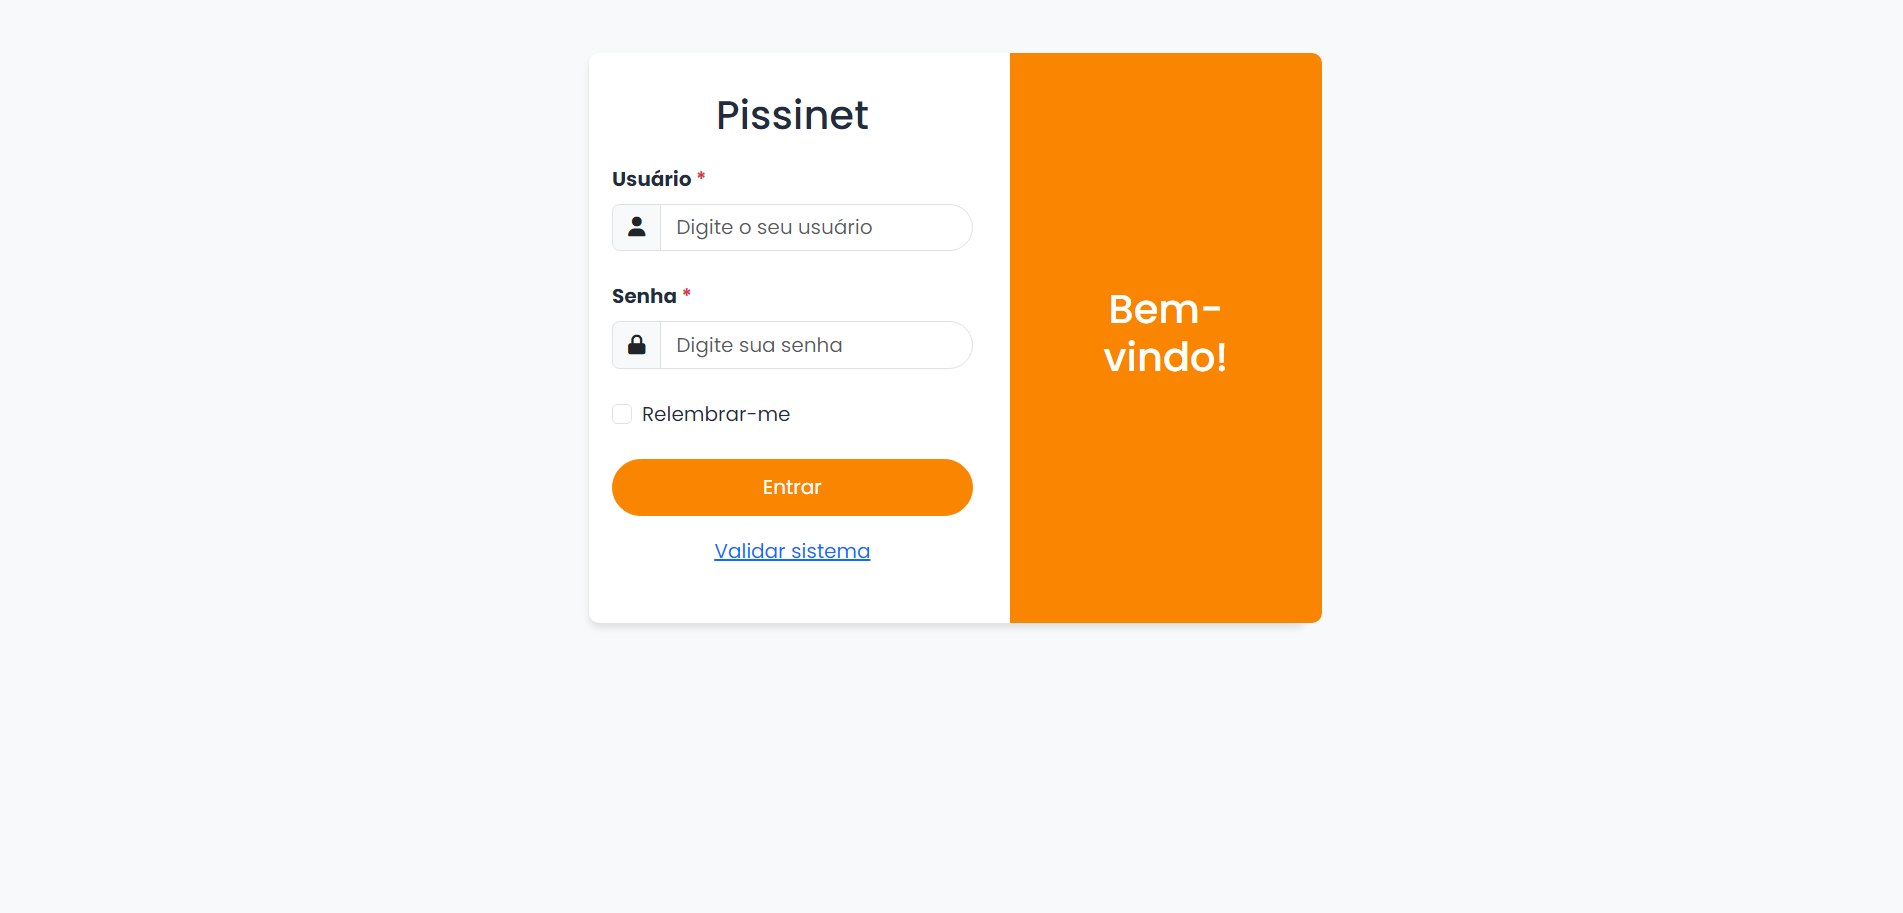 Pissinet
Usuário *
Digite o seu usuário
Senha *
Digite sua senha
Relembrar-me
Entrar
Validar sistema
Bem-
vindo!